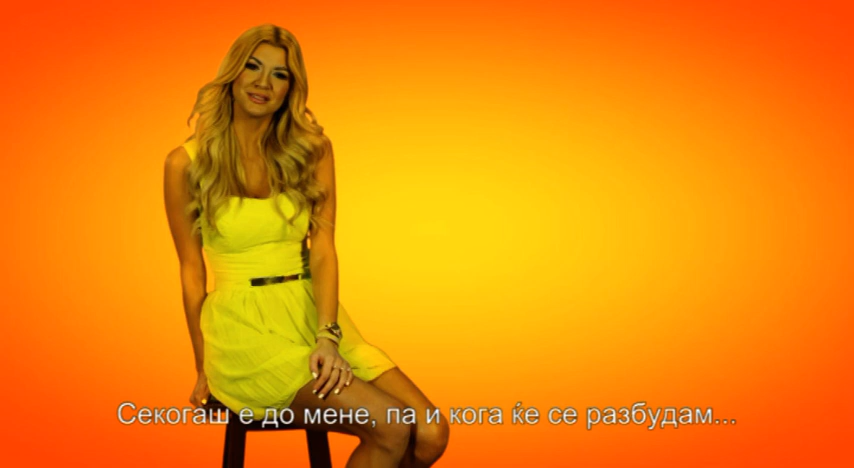 Секогаш е до мене, па и кога ќе се разбудам...